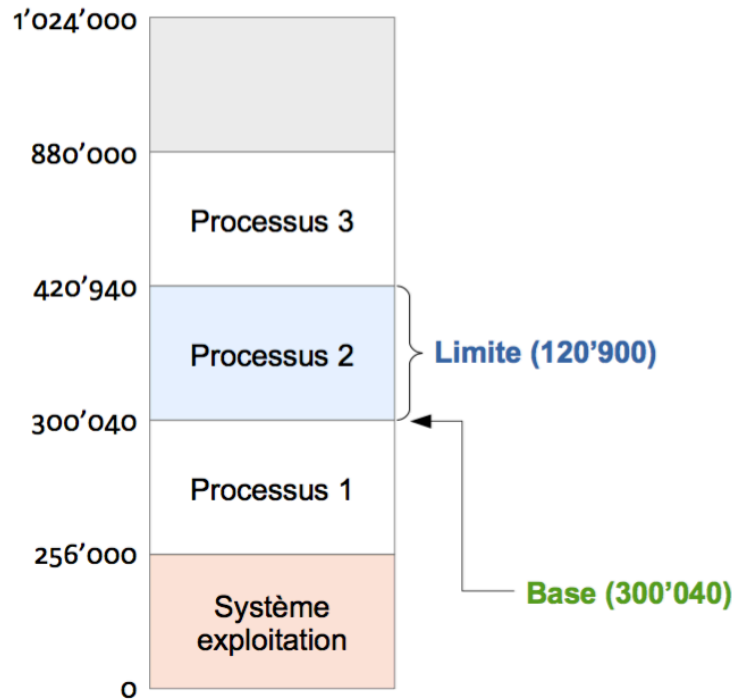 1'024'000
880'000
Processus 3
420'940
Processus 2
Limite (120'900)
300'040
Processus 1
256'000
Base (300'040)
Système
exploitation
0